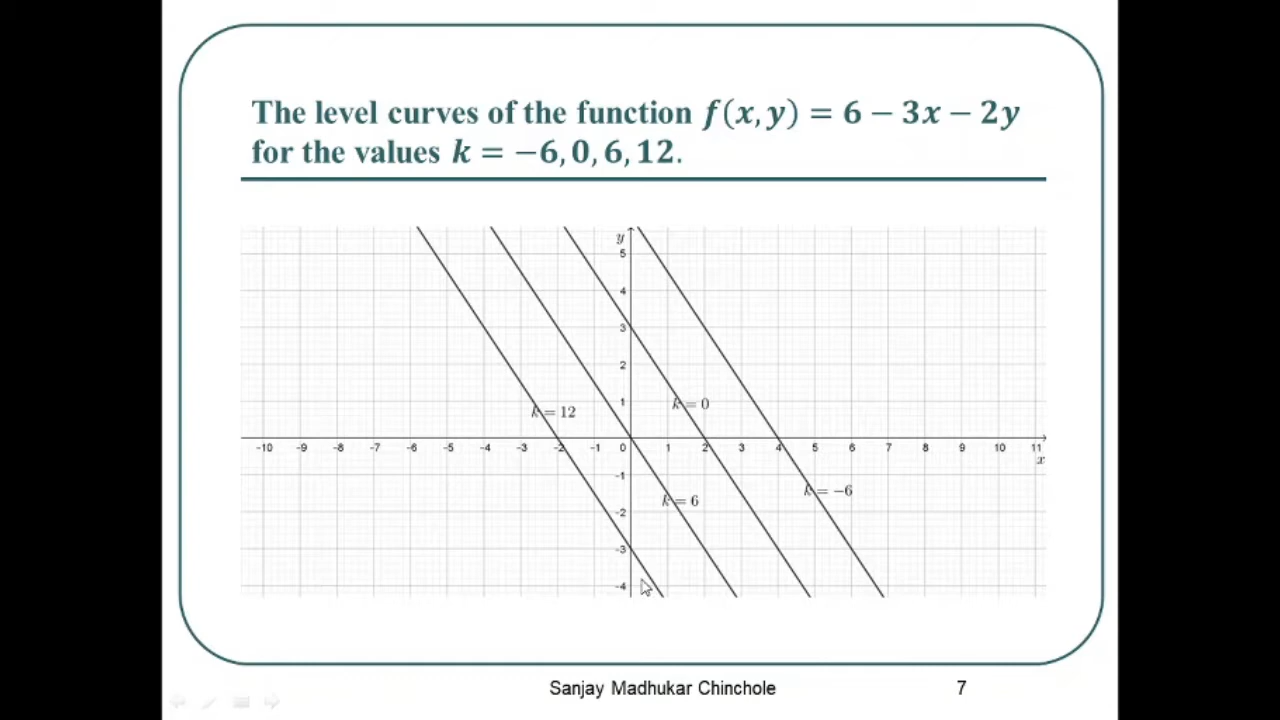 The level curves of the function f(x, y) = 6 − 3x − 2y
for the values k = −6, 0, 6, 12.
y
5
4
3
2
1
k = 12
k = 0
-10 -9 -8 -7 -6 -5 -4 -3 -2 -1 0 1 2 3 4 5 6 7 8 9 10 11
x
-1
k = −6
k = 6
-2
-3
-4
Sanjay Madhukar Chinchole 7